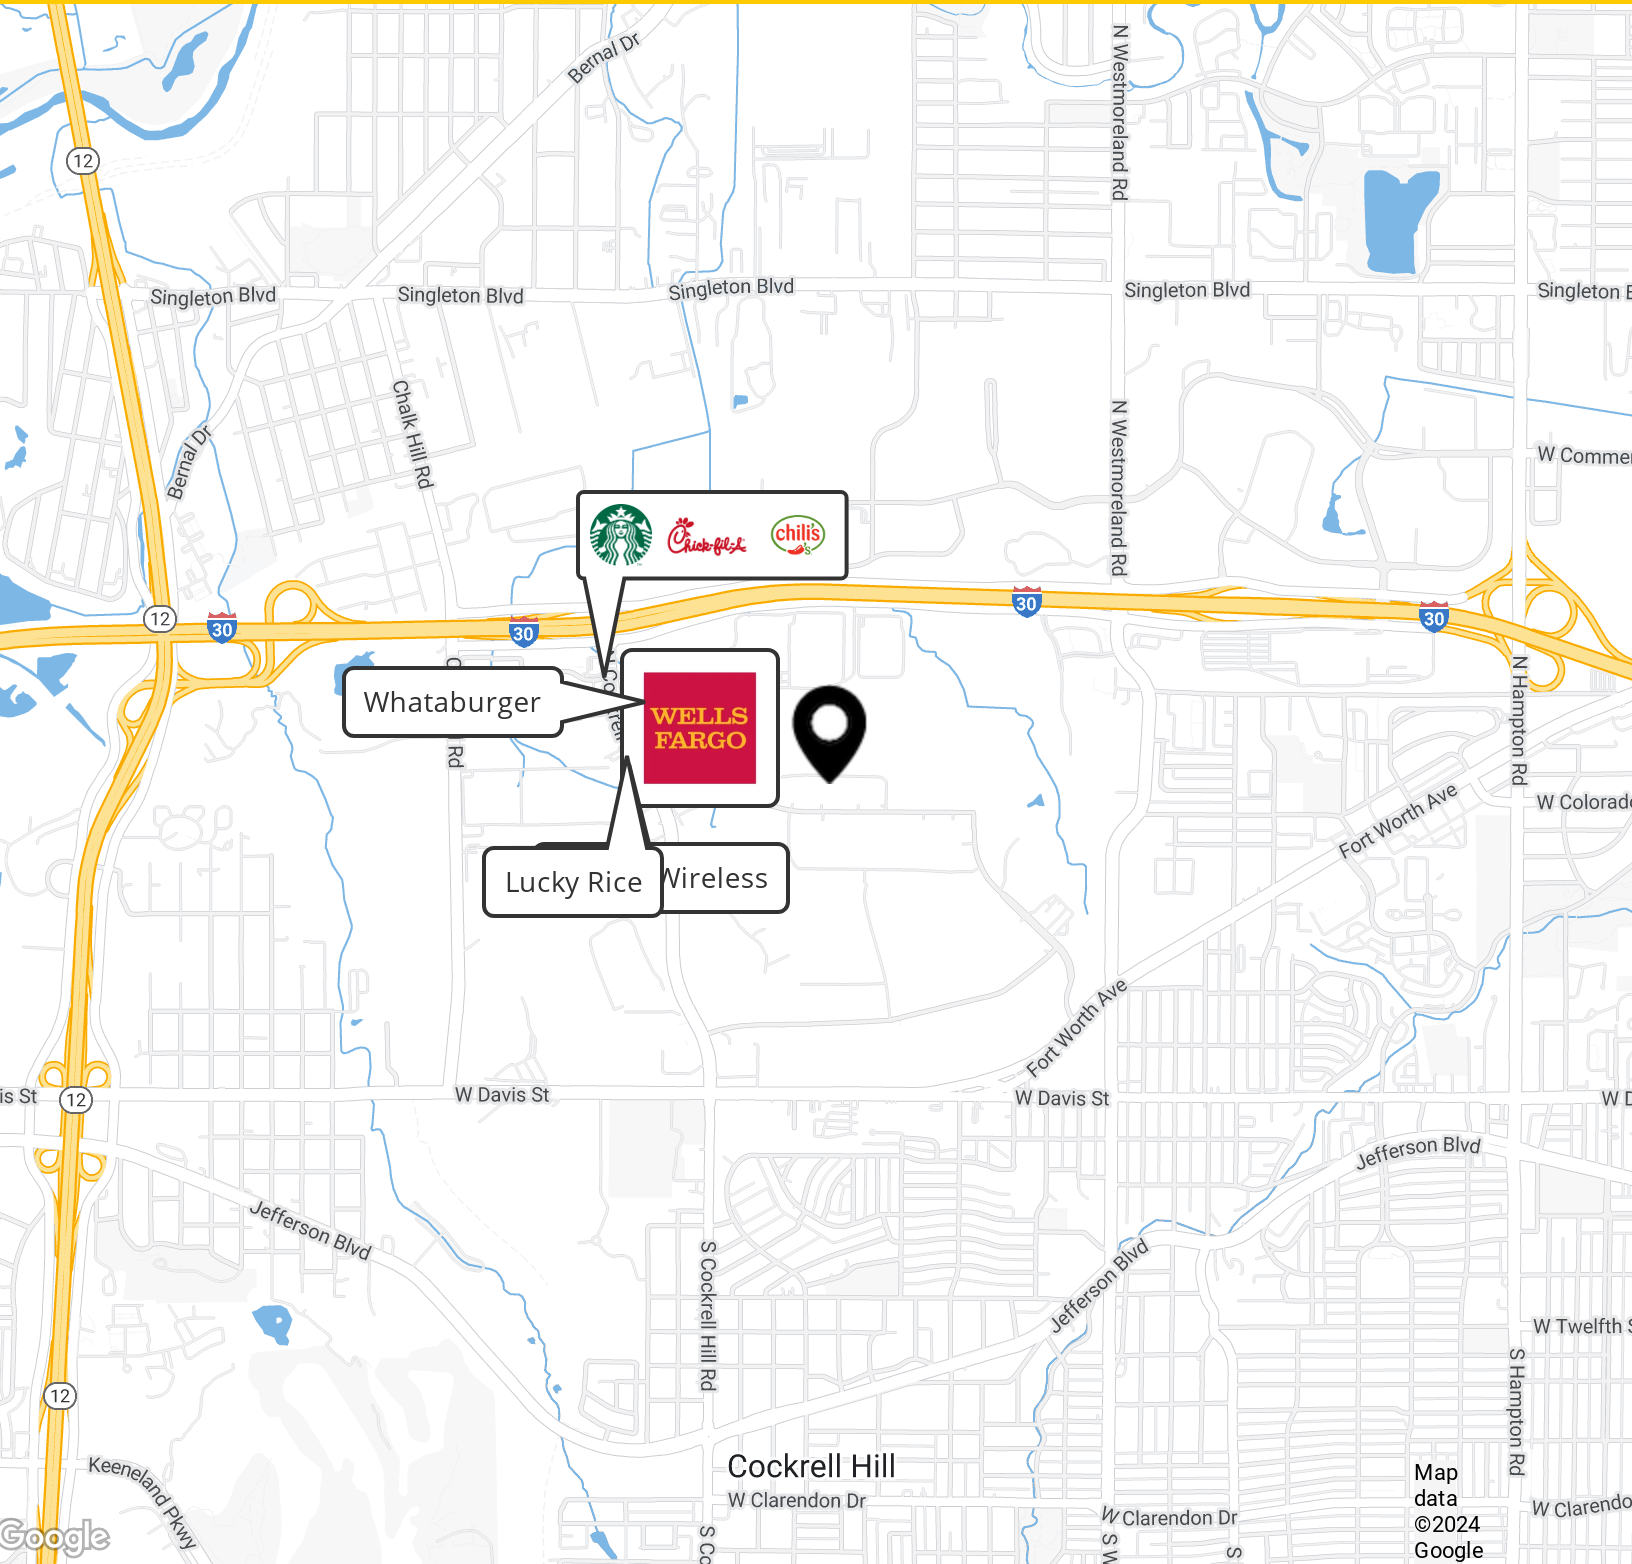 Bernal Dr
N Westmoreland Rd
12
Singleton Blvd
Singleton Blvd
Singleton Blvd
Singleton Blvd
Singleton B
Chalk Hill Rd
N Westmoreland Rd
Bernal Dr
W Commer
Chick-fil-A
chili's
12
30
30
30
30
N Hampton Rd
Whataburger
WELLS
FARGO
Rd
W Colorado
Fort Worth Ave
Lucky Rice
Wireless
Fort Worth Ave
is St
12
W Davis St
W Davis St
W D
Jefferson Blvd
Jefferson Blvd
S Cockrell Hill Rd
Jefferson Blvd
W Twelfth S
S Hampton Rd
12
Keeneland Pkwy
Cockrell Hill
W Clarendon Dr
W Clarendon Dr
W Clarendo
S Co
S W
S
Map
data
©2024
Google
Google